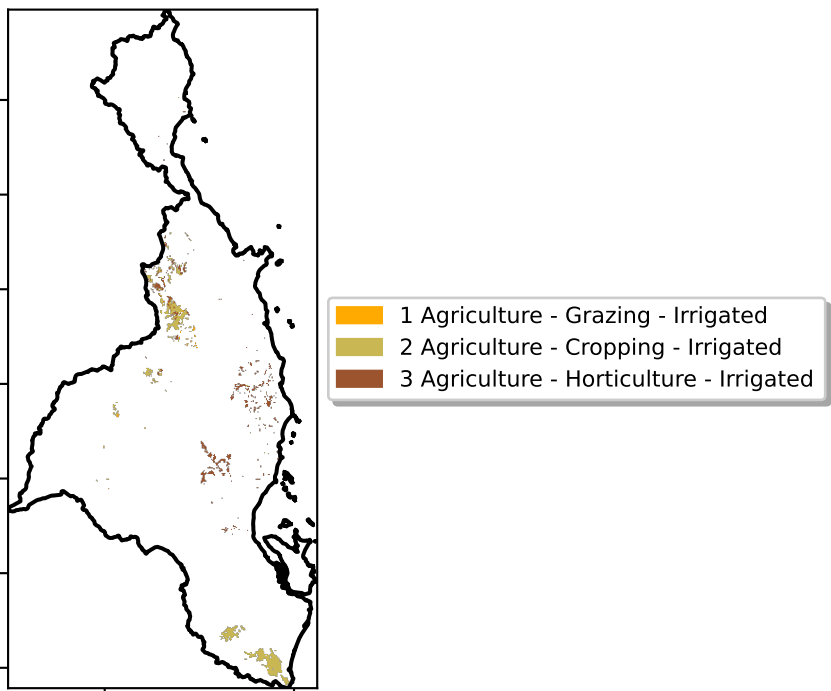 1 Agriculture - Grazing - Irrigated
2 Agriculture - Cropping - Irrigated
3 Agriculture - Horticulture - Irrigated